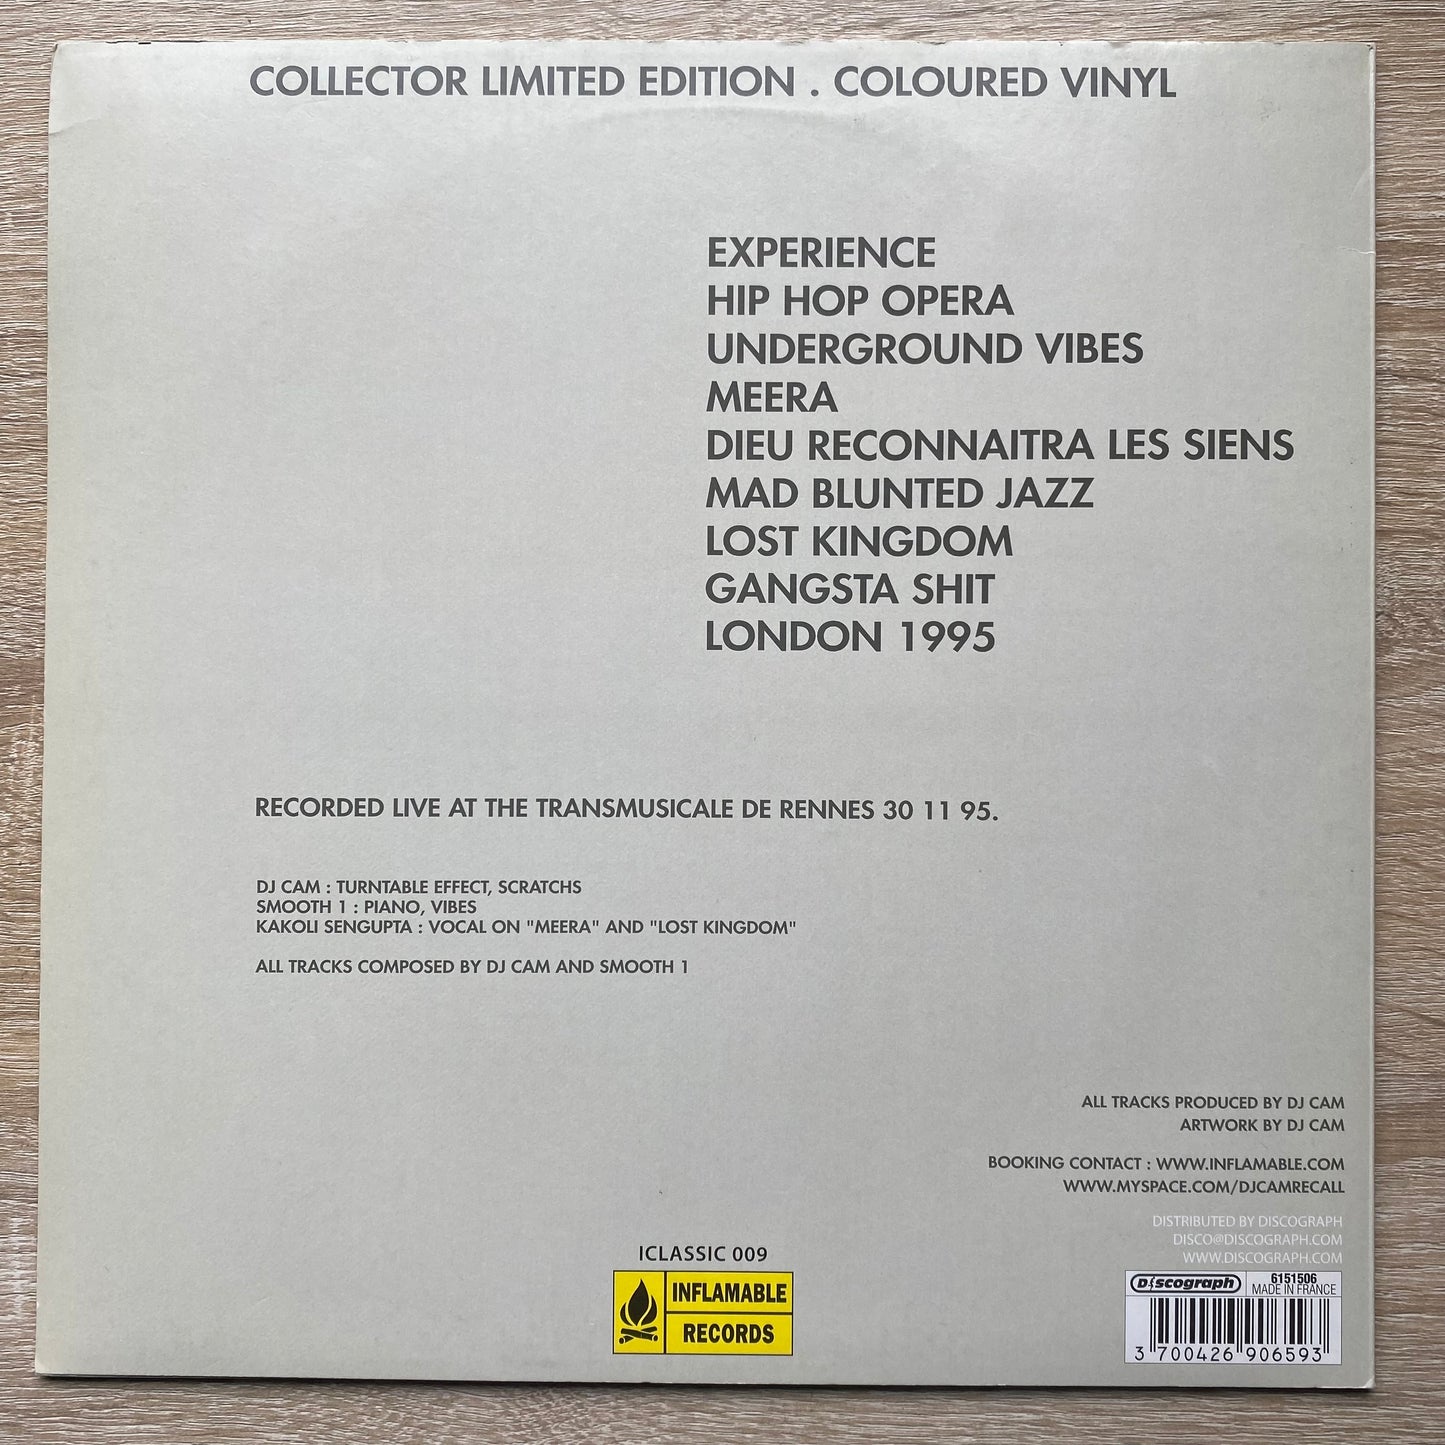 COLLECTOR LIMITED EDITION . COLOURED VINYL
EXPERIENCE
HIP HOP OPERA
UNDERGROUND VIBES
MEERA
DIEU RECONNAITRA LES SIENS
MAD BLUNTED JAZZ
LOST KINGDOM
GANGSTA SHIT
LONDON 1995
RECORDED LIVE AT THE TRANSMUSICALE DE RENNES 30 11 95.
DJ CAM : TURNTABLE EFFECT, SCRATCHS
SMOOTH 1 : PIANO, VIBES
KAKOLI SENGUPTA : VOCAL ON "MEERA" AND "LOST KINGDOM"
ALL TRACKS COMPOSED BY DJ CAM AND SMOOTH 1
ALL TRACKS PRODUCED BY DJ CAM
ARTWORK BY DJ CAM
BOOKING CONTACT : WWW.INFLAMABLE.COM
WWW.MYSPACE.COM/DJCAMRECALL
DISTRIBUTED BY DISCOGRAPH
DISCO@DISCOGRAPH.COM
WWW.DISCOGRAPH.COM
ICLASSIC 009
INFLAMABLE
RECORDS
Discograph 6151506
MADE IN FRANCE
3 700426 906593